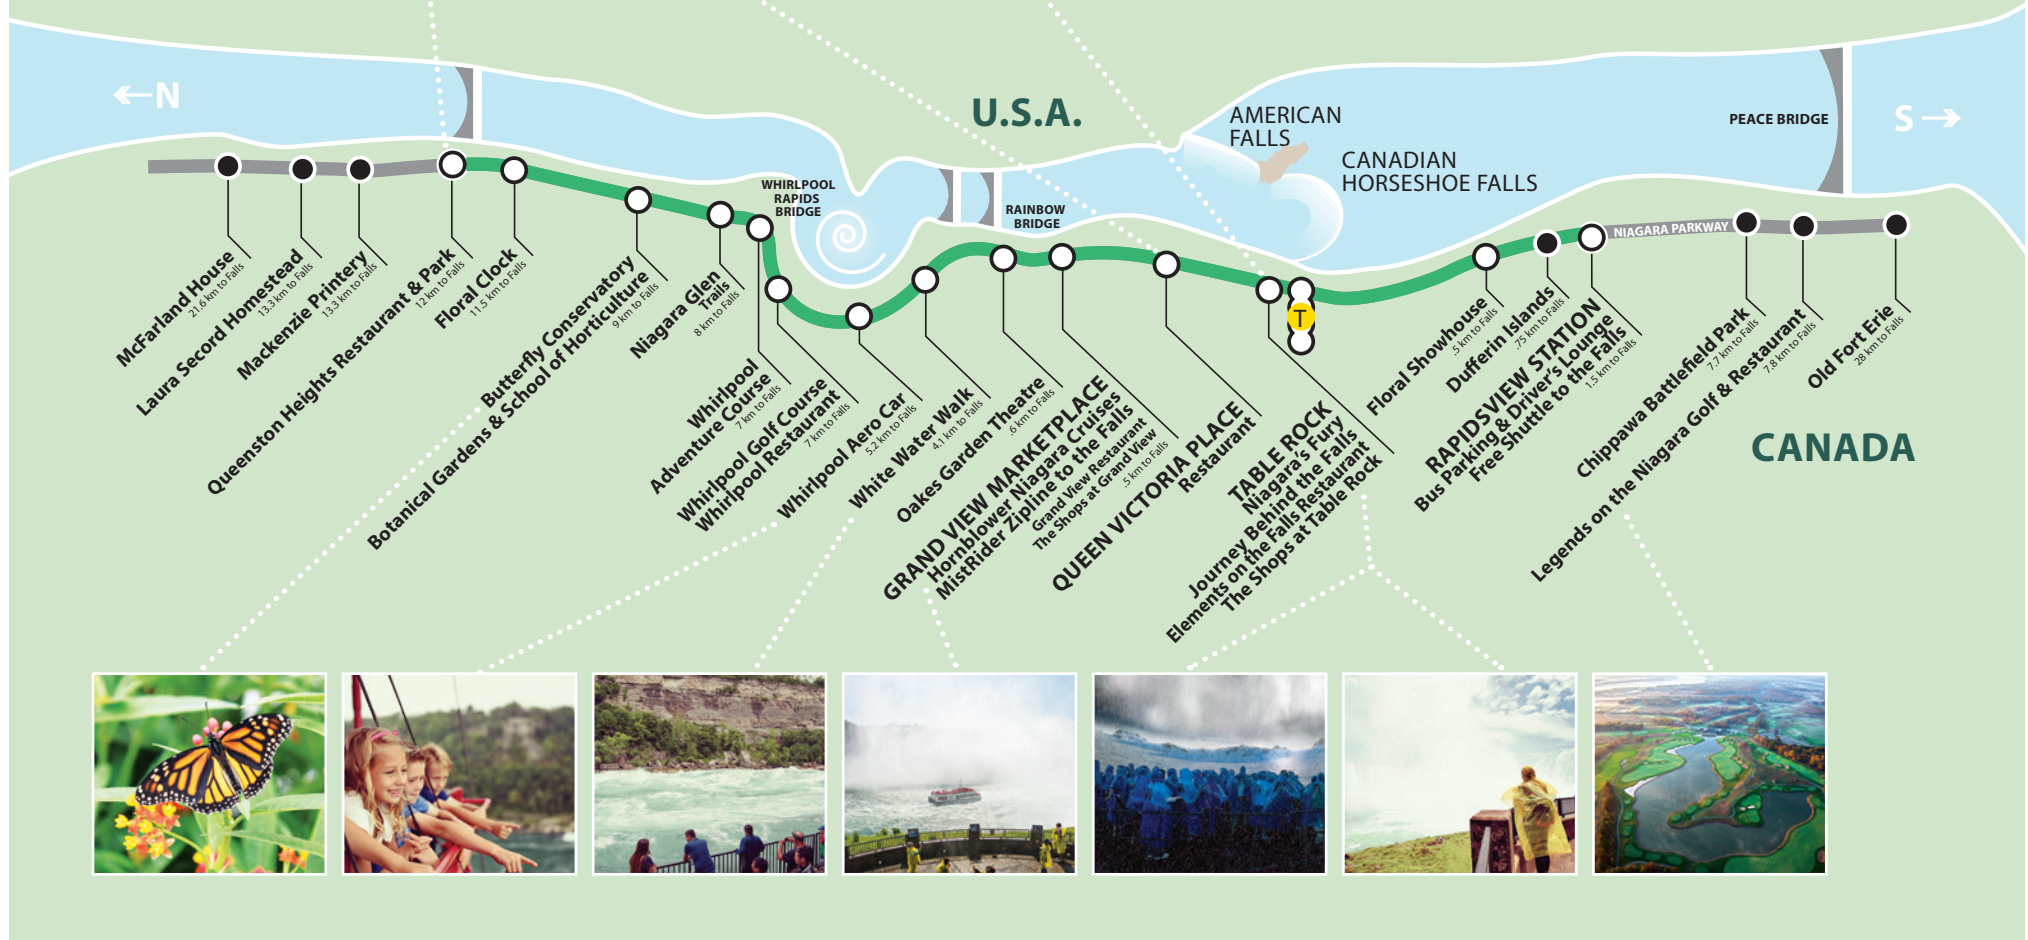 N
U.S.A.
AMERICAN
FALLS
CANADIAN
HORSESHOE FALLS
PEACE BRIDGE
S
WHIRLPOOL
RAPIDS
BRIDGE
RAINBOW
BRIDGE
NIAGARA PARKWAY
T
McFarland House
21.6 km to Falls
Laura Secord Homestead
13.3 km to Falls
Mackenzie Printery
13.3 km to Falls
Queenston Heights Restaurant & Park
12 km to Falls
Floral Clock
11.5 km to Falls
Butterfly Conservatory
Botanical Gardens & School of Horticulture
9 km to Falls
Niagara Glen
Trails
8 km to Falls
Whirlpool
Adventure Course
7 km to Falls
Whirlpool Golf Course
Whirlpool Restaurant
7 km to Falls
Whirlpool Aero Car
5.2 km to Falls
White Water Walk
4.1 km to Falls
Oakes Garden Theatre
.6 km to Falls
GRAND VIEW MARKETPLACE
Hornblower Niagara Cruises
MistRider Zipline to the Falls
Grand View Restaurant
The Shops at Grand View
.5 km to Falls
QUEEN VICTORIA PLACE
Restaurant
TABLE ROCK
Niagara's Fury
Journey Behind the Falls
Elements on the Falls Restaurant
The Shops at Table Rock
Floral Showhouse
.5 km to Falls
Dufferin Islands
.75 km to Falls
RAPIDSVIEW STATION
Bus Parking & Driver's Lounge
Free Shuttle to the Falls
1.5 km to Falls
Chippawa Battlefield Park
7.7 km to Falls
Legends on the Niagara Golf & Restaurant
7.8 km to Falls
Old Fort Erie
28 km to Falls
CANADA